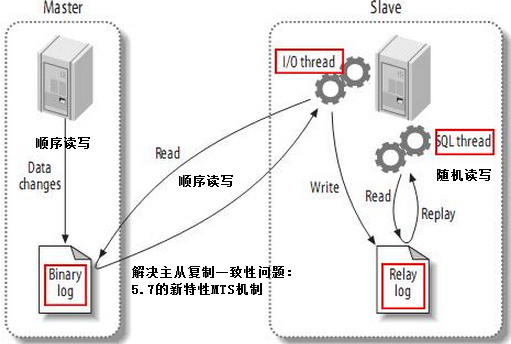 Master
Slave
I/O thread
顺序读写
Data
changes
Read
顺序读写
SQL thread
随机读写
Write
Read
Replay
解决主从复制一致性问题：
5.7的新特性MTS机制
Binary
log
Relay
log